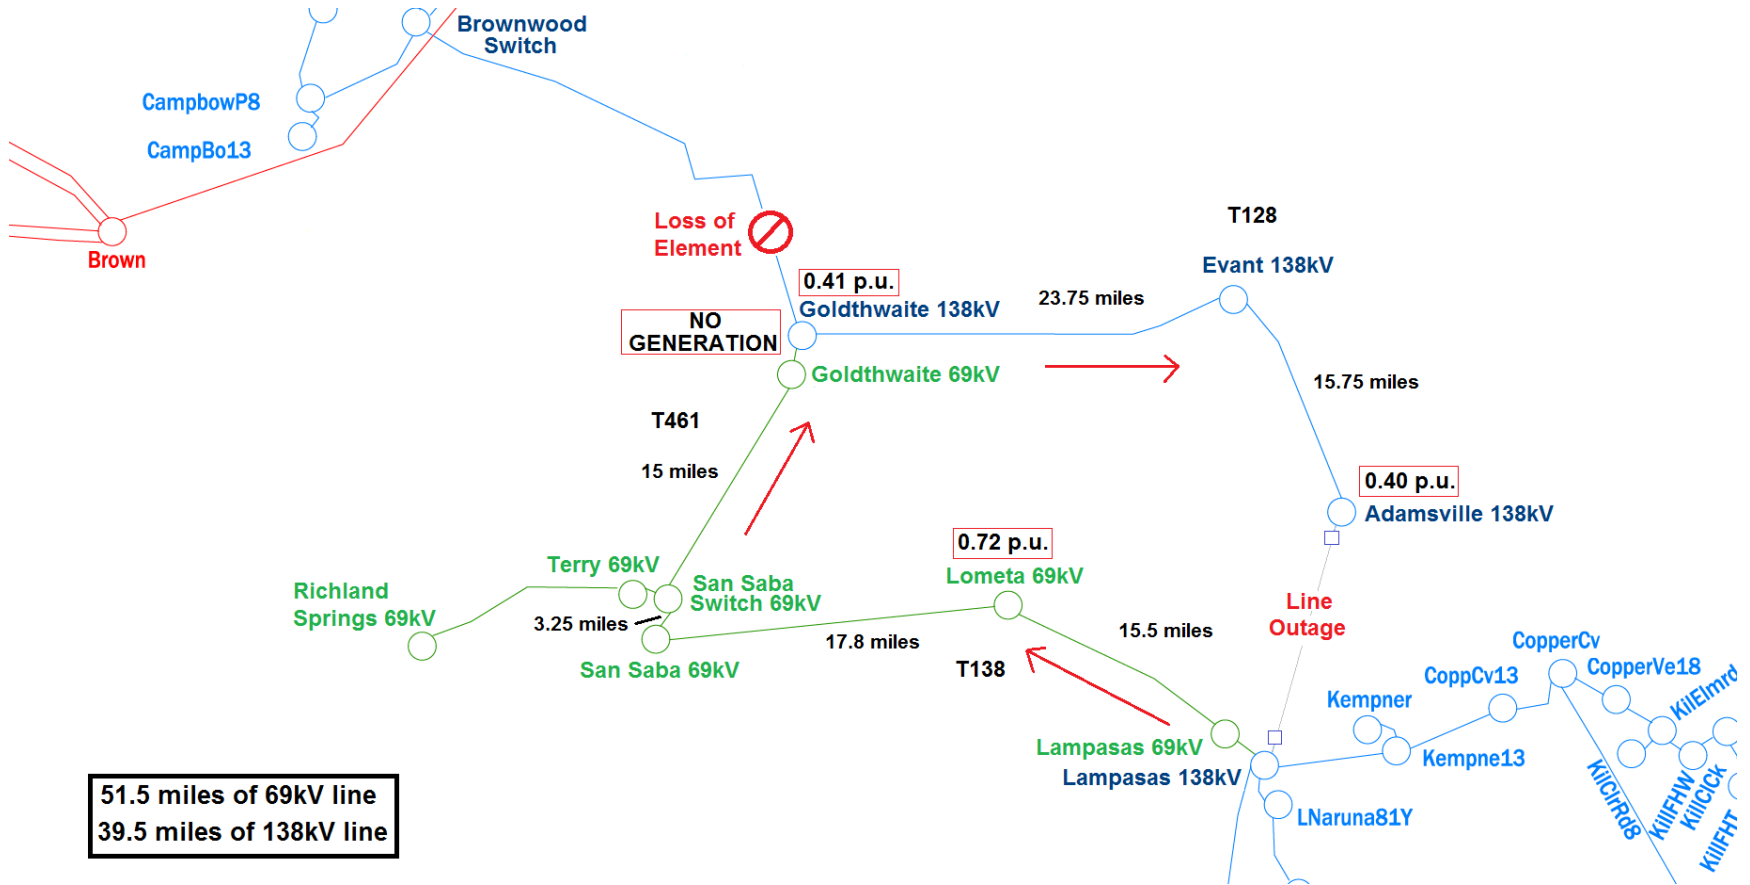 Brownwood
Switch
CampbowP8
CampBo13
Brown
Loss of
Element
T128
Evant 138kV
0.41 p.u.
Goldthwaite 138kV
23.75 miles
NO
GENERATION
Goldthwaite 69kV
15.75 miles
T461
15 miles
0.40 p.u.
Adamsville 138kV
0.72 p.u.
Lometa 69kV
Terry 69kV
San Saba
Switch 69kV
Richland
Springs 69kV
3.25 miles
San Saba 69kV
17.8 miles
15.5 miles
T138
Line
Outage
CopperCv
CopperVe18
CoppCv13
KilElmrd
Kempner
Kempne13
Lampasas 69kV
Lampasas 138kV
LNaruna81Y
KilClrRd8
KillFHW
KillClCk
KillFHT
51.5 miles of 69kV line
39.5 miles of 138kV line